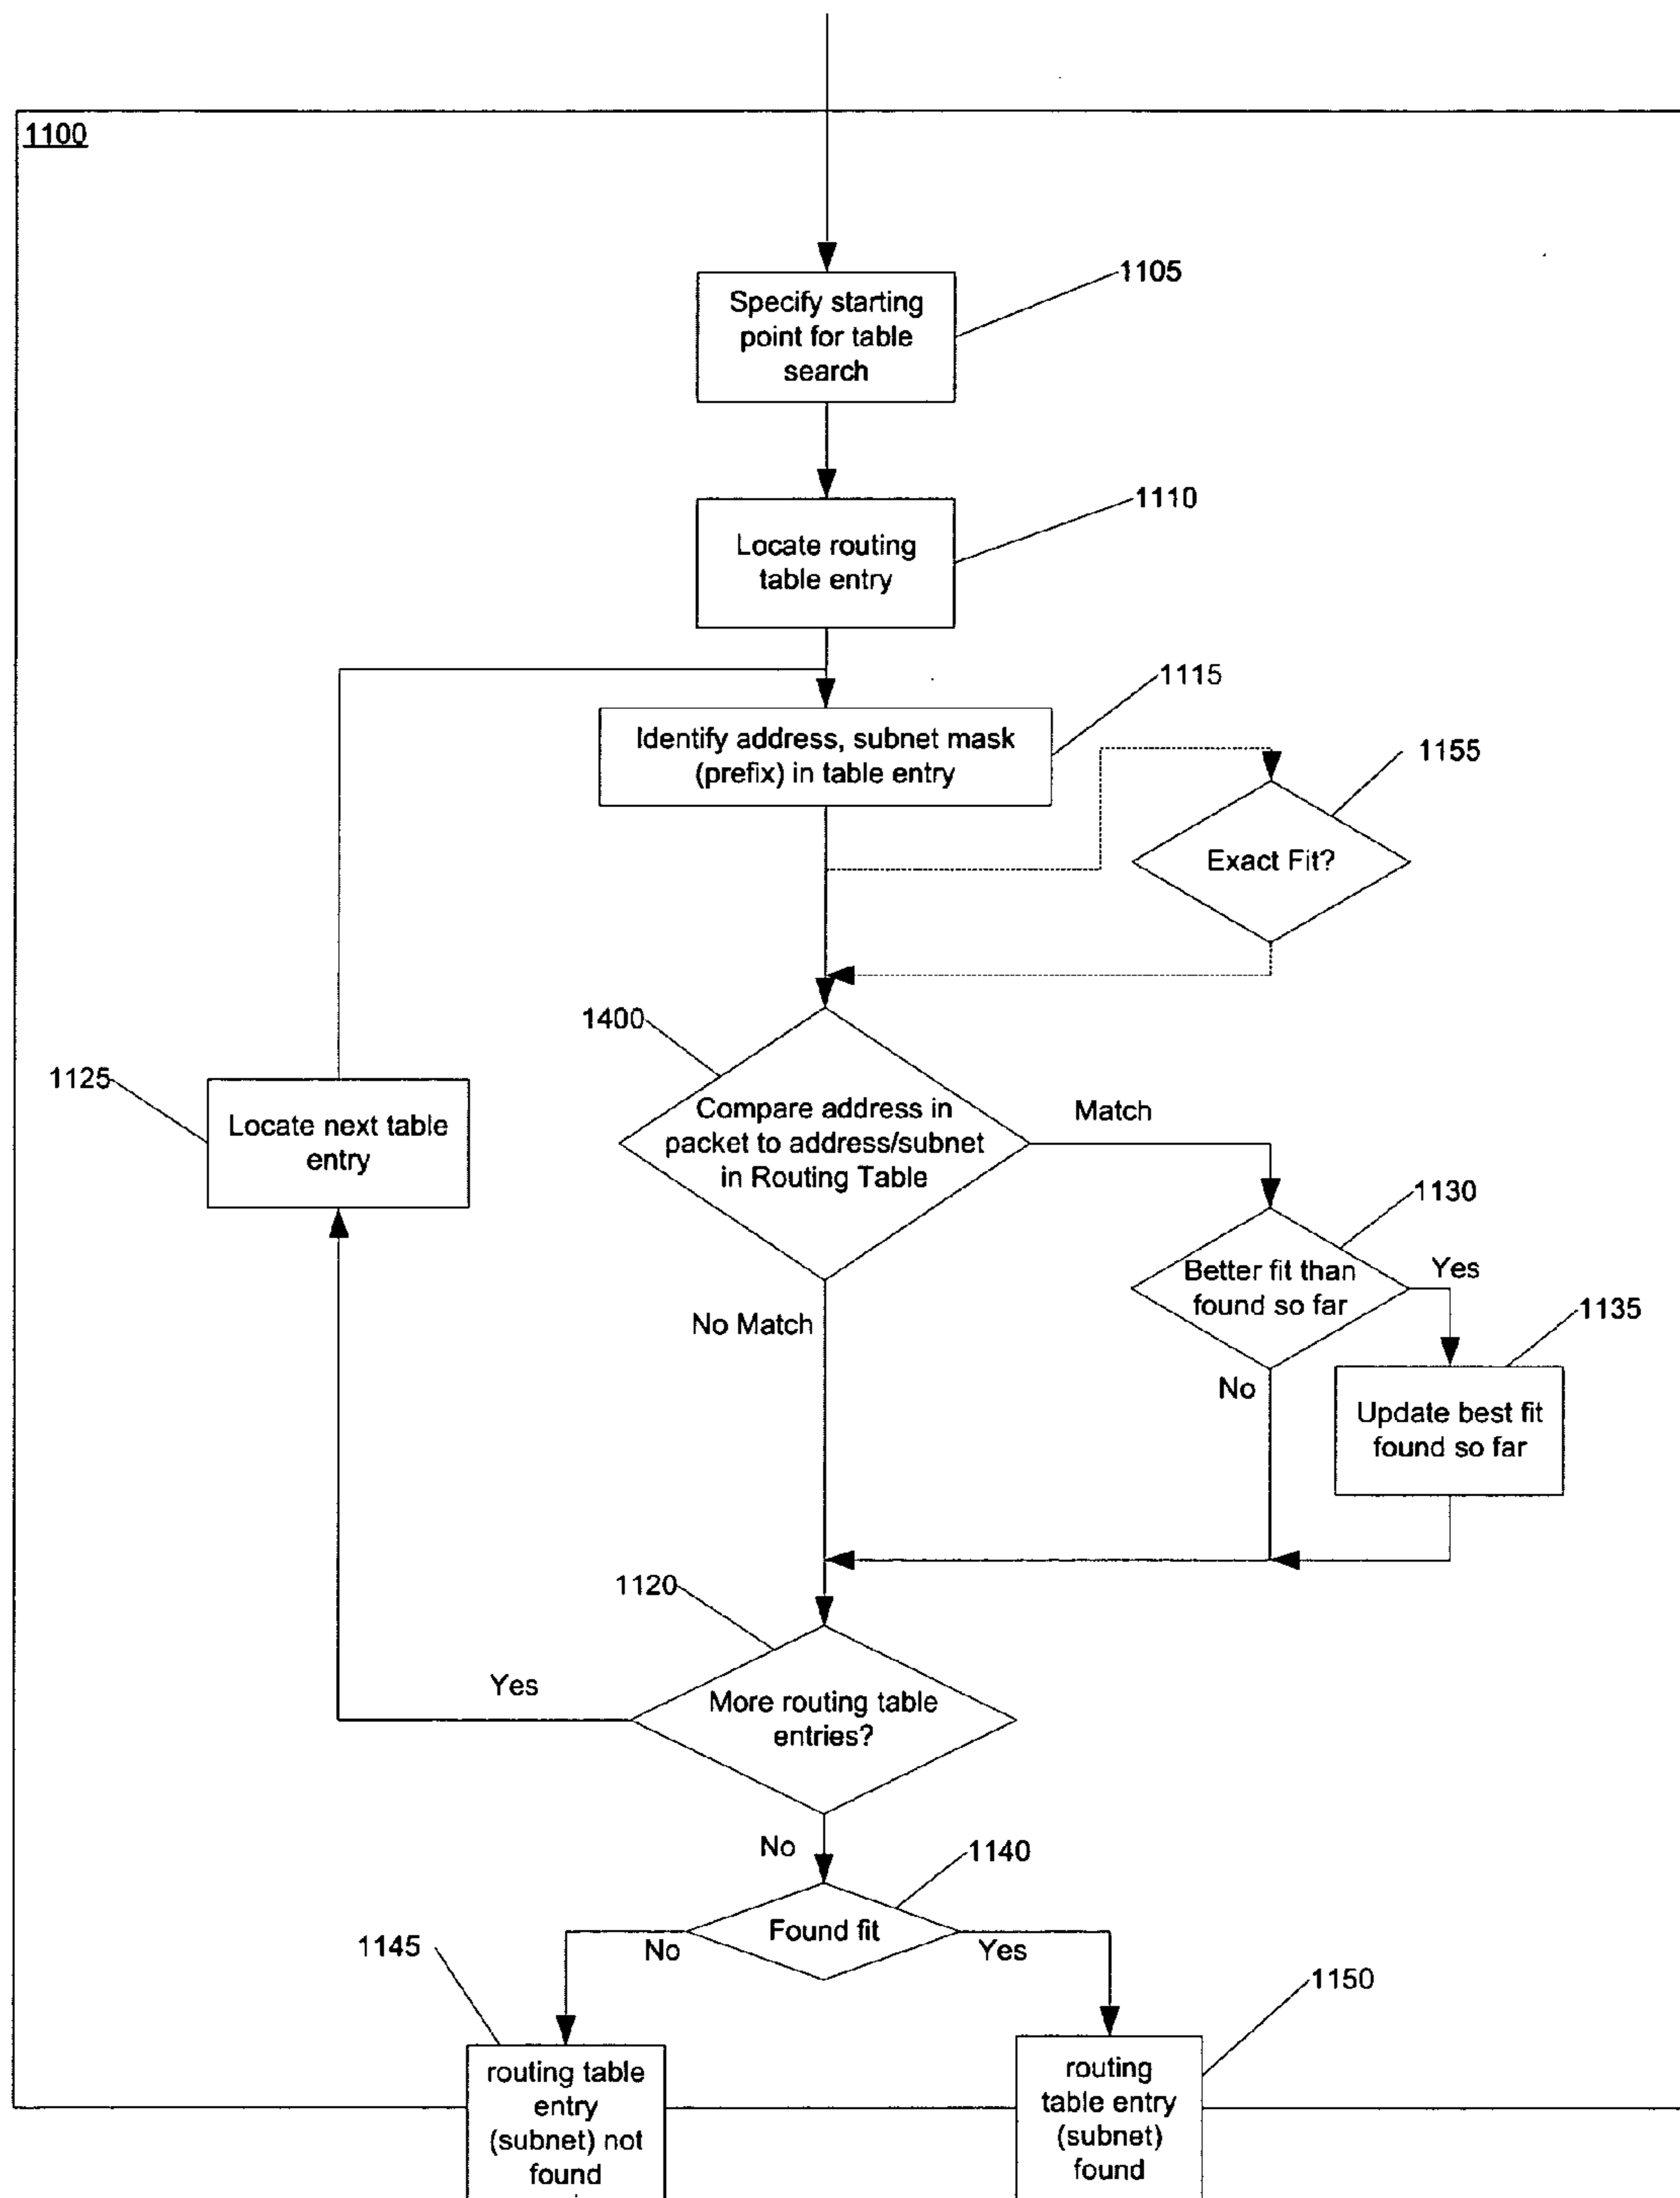 1100
1105
Specify starting
point for table
search
1110
Locate routing
table entry
1115
Identify address, subnet mask
(prefix) in table entry
1155
Exact Fit?
1400
1125
Locate next table
entry
Compare address in
packet to address/subnet
in Routing Table
Match
1130
Better fit than
found so far
Yes
1135
No Match
No
Update best fit
found so far
1120
Yes
More routing table
entries?
No
1140
Found fit
1145
No
Yes
1150
routing table
entry
(subnet) not
found
routing
table entry
(subnet)
found